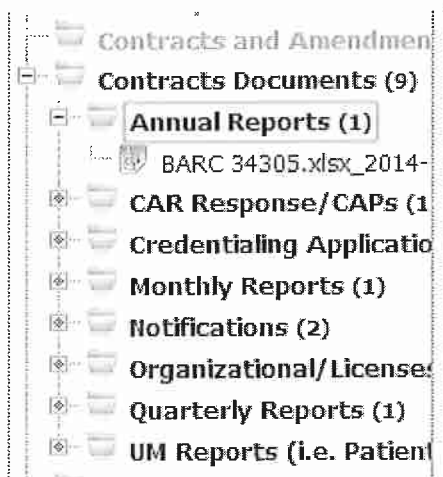 Contracts and Amendmen
Contracts Documents (9)
Annual Reports (1)
BARC 34305.xlsx_2014-
CAR Response/CAPs (1
Credentialing Applicatio
Monthly Reports (1)
Notifications (2)
Organizational/Licenses
Quarterly Reports (1)
UM Reports (i.e. Patient